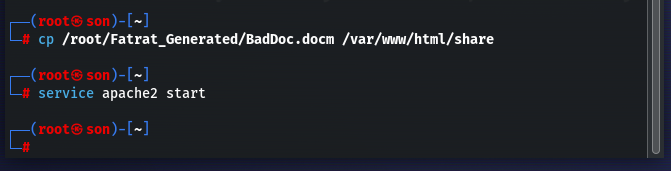 ┌──(root㉿son)-[~]
└─# cp /root/Fatrat_Generated/BadDoc.docm /var/www/html/share
┌──(root㉿son)-[~]
└─# service apache2 start
┌──(root㉿son)-[~]
└─#